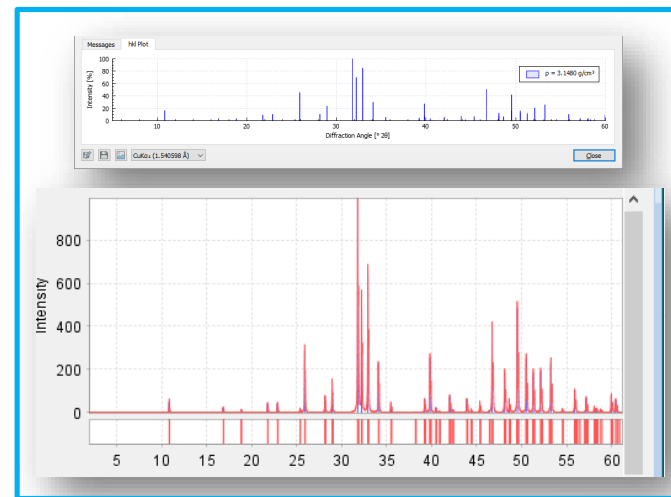 Messages hkl Plot
100
80
60
40
20
0
Intensity [%]
ρ = 3.1480 g/cm³
10 20 30 40 50 60
Diffraction Angle [° 2θ]
CuKα₁ (1.540598 Å)
Close
800
600
400
200
0
Intensity
5 10 15 20 25 30 35 40 45 50 55 60